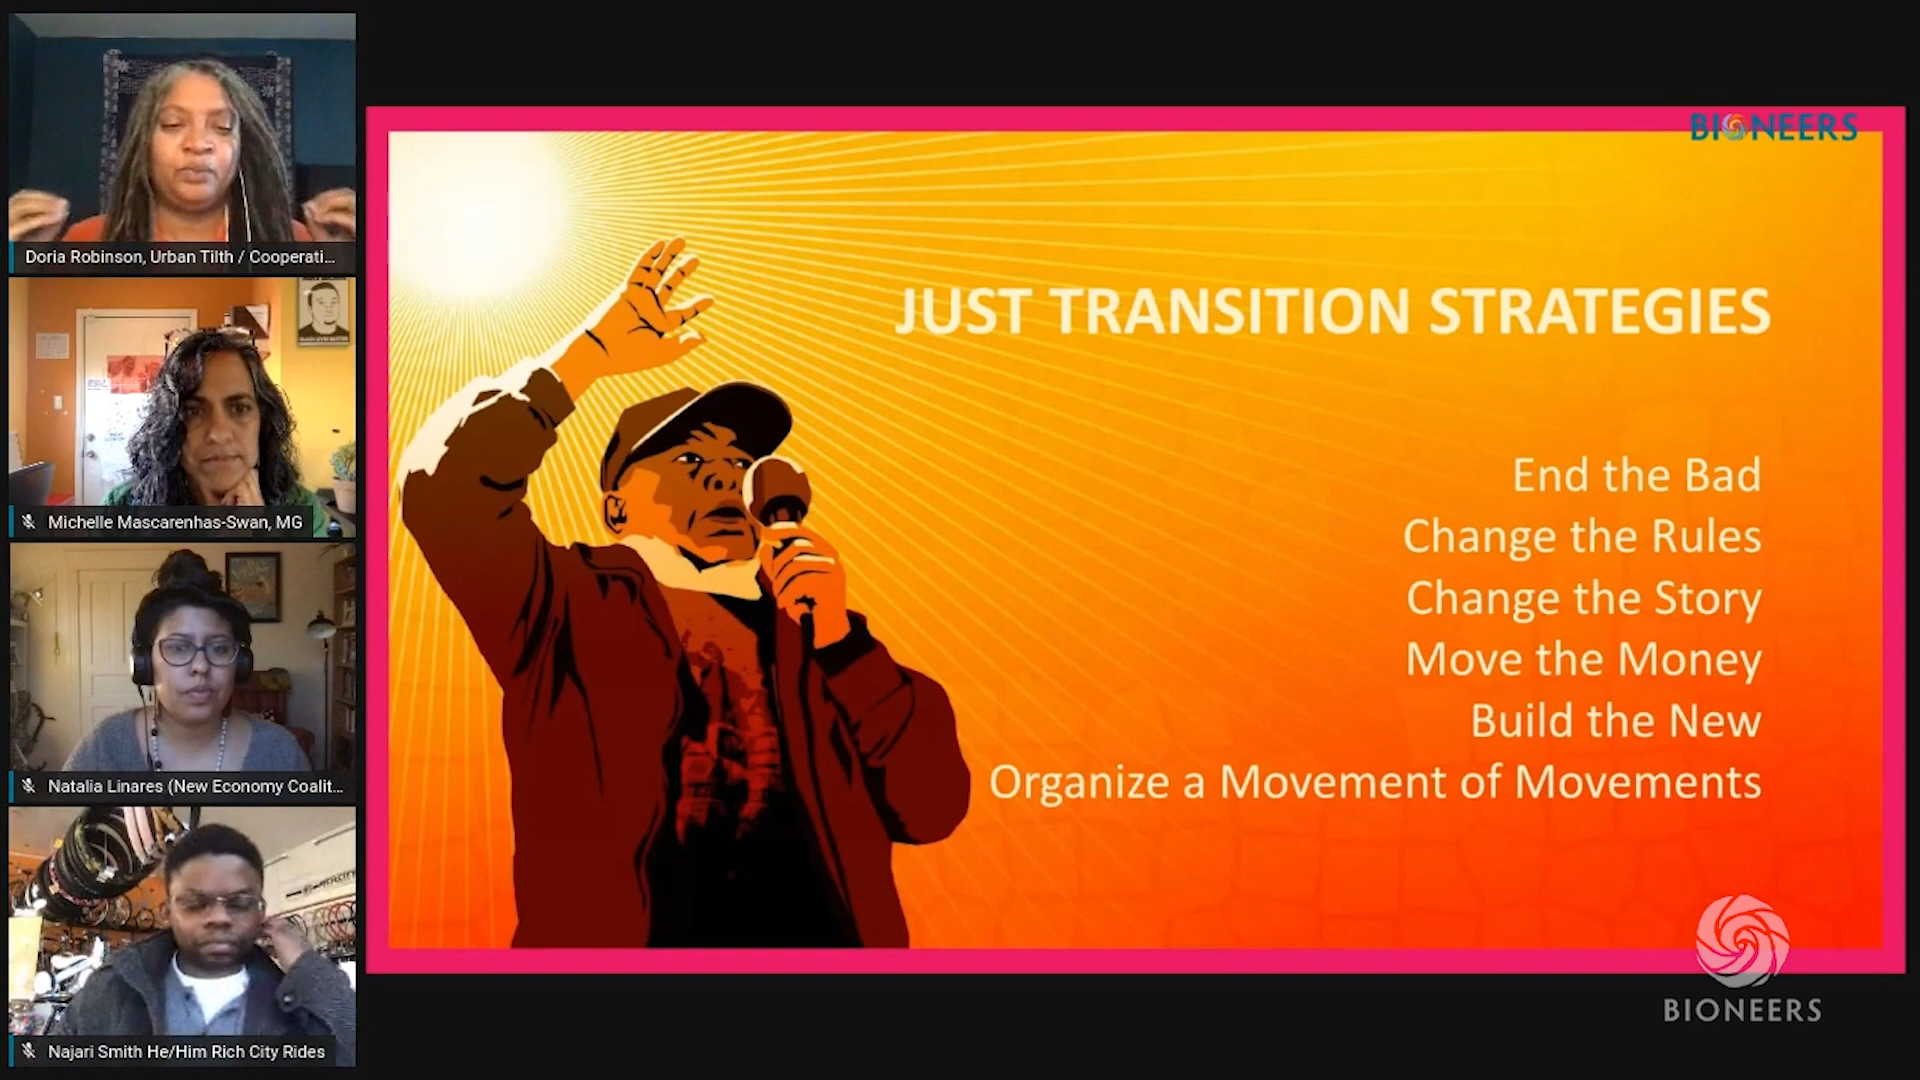 Doria Robinson, Urban Tilth / Cooperati...
Michelle Mascarenhas-Swan, MG
Natalia Linares (New Economy Coalit...
Najari Smith He/Him Rich City Rides
BIONEERS
JUST TRANSITION STRATEGIES
End the Bad
Change the Rules
Change the Story
Move the Money
Build the New
Organize a Movement of Movements
BIONEERS